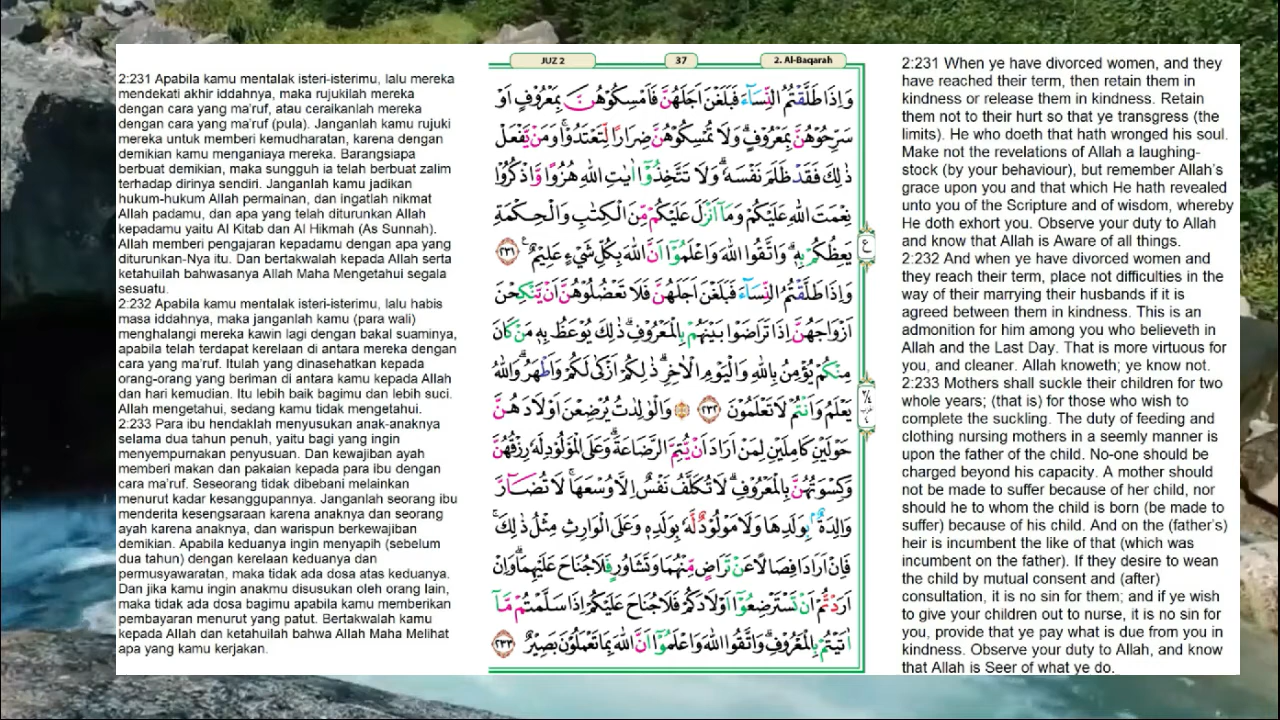 2:231 Apabila kamu mentalak isteri-isterimu, lalu mereka
mendekati akhir iddahnya, maka rujukilah mereka
dengan cara yang ma'ruf, atau ceraikanlah mereka
dengan cara yang ma'ruf (pula). Janganlah kamu rujuki
mereka untuk memberi kemudharatan, karena dengan
demikian kamu menganiaya mereka. Barangsiapa
berbuat demikian, maka sungguh ia telah berbuat zalim
terhadap dirinya sendiri. Janganlah kamu jadikan
hukum-hukum Allah permainan, dan ingatlah nikmat
Allah padamu, dan apa yang telah diturunkan Allah
kepadamu yaitu Al Kitab dan Al Hikmah (As Sunnah).
Allah memberi pengajaran kepadamu dengan apa yang
diturunkan-Nya itu. Dan bertakwalah kepada Allah serta
ketahuilah bahwasanya Allah Maha Mengetahui segala
sesuatu.
2:232 Apabila kamu mentalak isteri-isterimu, lalu habis
masa iddahnya, maka janganlah kamu (para wali)
menghalangi mereka kawin lagi dengan bakal suaminya,
apabila telah terdapat kerelaan di antara mereka dengan
cara yang ma'ruf. Itulah yang dinasehatkan kepada
orang-orang yang beriman di antara kamu kepada Allah
dan hari kemudian. Itu lebih baik bagimu dan lebih suci.
Allah mengetahui, sedang kamu tidak mengetahui.
2:233 Para ibu hendaklah menyusukan anak-anaknya
selama dua tahun penuh, yaitu bagi yang ingin
menyempurnakan penyusuan. Dan kewajiban ayah
memberi makan dan pakaian kepada para ibu dengan
cara ma'ruf. Seseorang tidak dibebani melainkan
menurut kadar kesanggupannya. Janganlah seorang ibu
menderita kesengsaraan karena anaknya dan seorang
ayah karena anaknya, dan warispun berkewajiban
demikian. Apabila keduanya ingin menyapih (sebelum
dua tahun) dengan kerelaan keduanya dan
permusyawaratan, maka tidak ada dosa atas keduanya.
Dan jika kamu ingin anakmu disusukan oleh orang lain,
maka tidak ada dosa bagimu apabila kamu memberikan
pembayaran menurut yang patut. Bertakwalah kamu
kepada Allah dan ketahuilah bahwa Allah Maha Melihat
apa yang kamu kerjakan.
JUZ 2
37
2. Al-Baqarah
وَاِذَا طَلَّقْتُمُ النِّسَاۤءَ فَبَلَغْنَ اَجَلَهُنَّ فَاَمْسِكُوْهُنَّ بِمَعْرُوْفٍ اَوْ
سَرِّحُوْهُنَّ بِمَعْرُوْفٍۗ وَلَا تُمْسِكُوْهُنَّ ضِرَارًا لِّتَعْتَدُوْا ۚ وَمَنْ يَّفْعَلْ
ذٰلِكَ فَقَدْ ظَلَمَ نَفْسَهٗ ۗ وَلَا تَتَّخِذُوْٓا اٰيٰتِ اللّٰهِ هُزُوًا وَّاذْكُرُوْا
نِعْمَتَ اللّٰهِ عَلَيْكُمْ وَمَآ اَنْزَلَ عَلَيْكُمْ مِّنَ الْكِتٰبِ وَالْحِكْمَةِ
يَعِظُكُمْ بِهٖ ۗ وَاتَّقُوا اللّٰهَ وَاعْلَمُوْٓا اَنَّ اللّٰهَ بِكُلِّ شَيْءٍ عَلِيْمٌ ࣖ ٢٣١
وَاِذَا طَلَّقْتُمُ النِّسَاۤءَ فَبَلَغْنَ اَجَلَهُنَّ فَلَا تَعْضُلُوْهُنَّ اَنْ يَّنْكِحْنَ
اَزْوَاجَهُنَّ اِذَا تَرَاضَوْا بَيْنَهُمْ بِالْمَعْرُوْفِ ۗ ذٰلِكَ يُوْعَظُ بِهٖ مَنْ كَانَ
مِنْكُمْ يُؤْمِنُ بِاللّٰهِ وَالْيَوْمِ الْاٰخِرِ ۗ ذٰلِكُمْ اَزْكٰى لَكُمْ وَاَطْهَرُ ۗ وَاللّٰهُ
يَعْلَمُ وَاَنْتُمْ لَا تَعْلَمُوْنَ ٢٣٢ ۞ وَالْوَالِدٰتُ يُرْضِعْنَ اَوْلَادَهُنَّ
حَوْلَيْنِ كَامِلَيْنِ لِمَنْ اَرَادَ اَنْ يُّتِمَّ الرَّضَاعَةَ ۗ وَعَلَى الْمَوْلُوْدِ لَهٗ رِزْقُهُنَّ
وَكِسْوَتُهُنَّ بِالْمَعْرُوْفِ ۗ لَا تُكَلَّفُ نَفْسٌ اِلَّا وُسْعَهَا ۚ لَا تُضَاۤرَّ
وَالِدَةٌ ۢ بِوَلَدِهَا وَلَا مَوْلُوْدٌ لَّهٗ بِوَلَدِهٖ وَعَلَى الْوَارِثِ مِثْلُ ذٰلِكَ ۚ
فَاِنْ اَرَادَا فِصَالًا عَنْ تَرَاضٍ مِّنْهُمَا وَتَشَاوُرٍ فَلَا جُنَاحَ عَلَيْهِمَا ۗ وَاِنْ
اَرَدْتُّمْ اَنْ تَسْتَرْضِعُوْٓا اَوْلَادَكُمْ فَلَا جُنَاحَ عَلَيْكُمْ اِذَا سَلَّمْتُمْ مَّآ
اٰتَيْتُمْ بِالْمَعْرُوْفِ ۗ وَاتَّقُوا اللّٰهَ وَاعْلَمُوْٓا اَنَّ اللّٰهَ بِمَا تَعْمَلُوْنَ بَصِيْرٌ ٢٣٣
ع
2:231 When ye have divorced women, and they
have reached their term, then retain them in
kindness or release them in kindness. Retain
them not to their hurt so that ye transgress (the
limits). He who doeth that hath wronged his soul.
Make not the revelations of Allah a laughing-
stock (by your behaviour), but remember Allah's
grace upon you and that which He hath revealed
unto you of the Scripture and of wisdom, whereby
He doth exhort you. Observe your duty to Allah
and know that Allah is Aware of all things.
2:232 And when ye have divorced women and
they reach their term, place not difficulties in the
way of their marrying their husbands if it is
agreed between them in kindness. This is an
admonition for him among you who believeth in
Allah and the Last Day. That is more virtuous for
you, and cleaner. Allah knoweth; ye know not.
2:233 Mothers shall suckle their children for two
whole years; (that is) for those who wish to
complete the suckling. The duty of feeding and
clothing nursing mothers in a seemly manner is
upon the father of the child. No-one should be
charged beyond his capacity. A mother should
not be made to suffer because of her child, nor
should he to whom the child is born (be made to
suffer) because of his child. And on the (father's)
heir is incumbent the like of that (which was
incumbent on the father). If they desire to wean
the child by mutual consent and (after)
consultation, it is no sin for them; and if ye wish
to give your children out to nurse, it is no sin for
you, provide that ye pay what is due from you in
kindness. Observe your duty to Allah, and know
that Allah is Seer of what ye do.